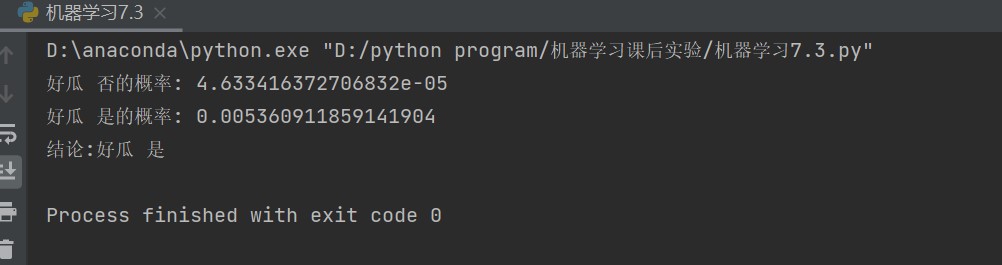 机器学习7.3
D:\anaconda\python.exe "D:/python program/机器学习课后实验/机器学习7.3.py"
好瓜 否的概率: 4.633416372706832e-05
好瓜 是的概率: 0.005360911859141904
结论:好瓜 是
Process finished with exit code 0